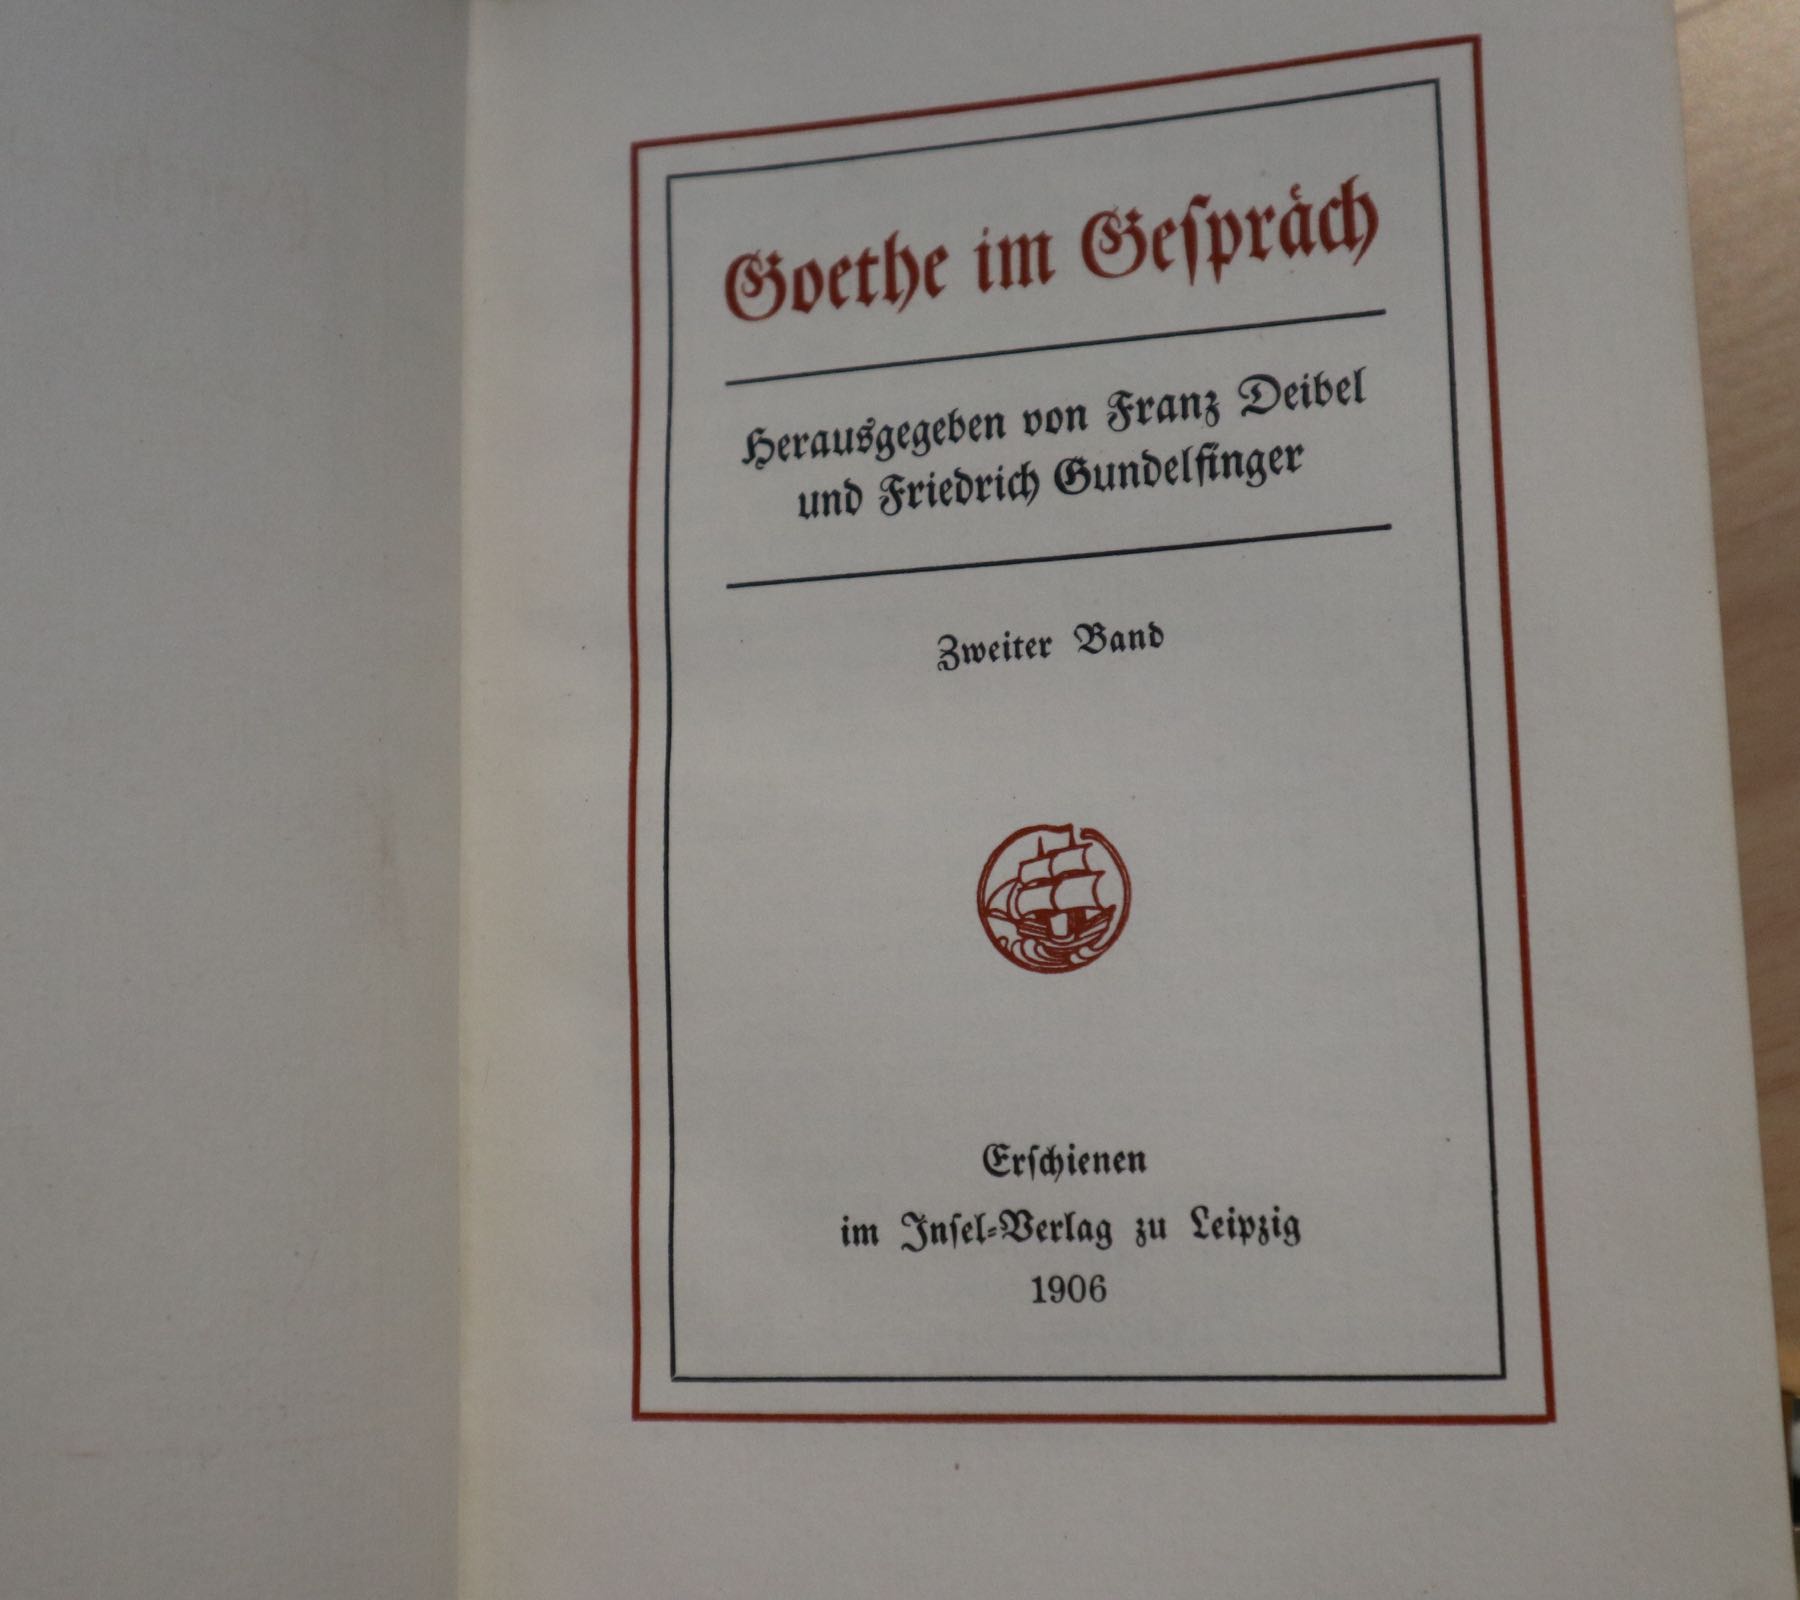 Goethe im Geſpräch
Herausgegeben von Franz Deibel
und Friedrich Gundelfinger
Zweiter Band
Erſchienen
im Inſel-Verlag zu Leipzig
1906